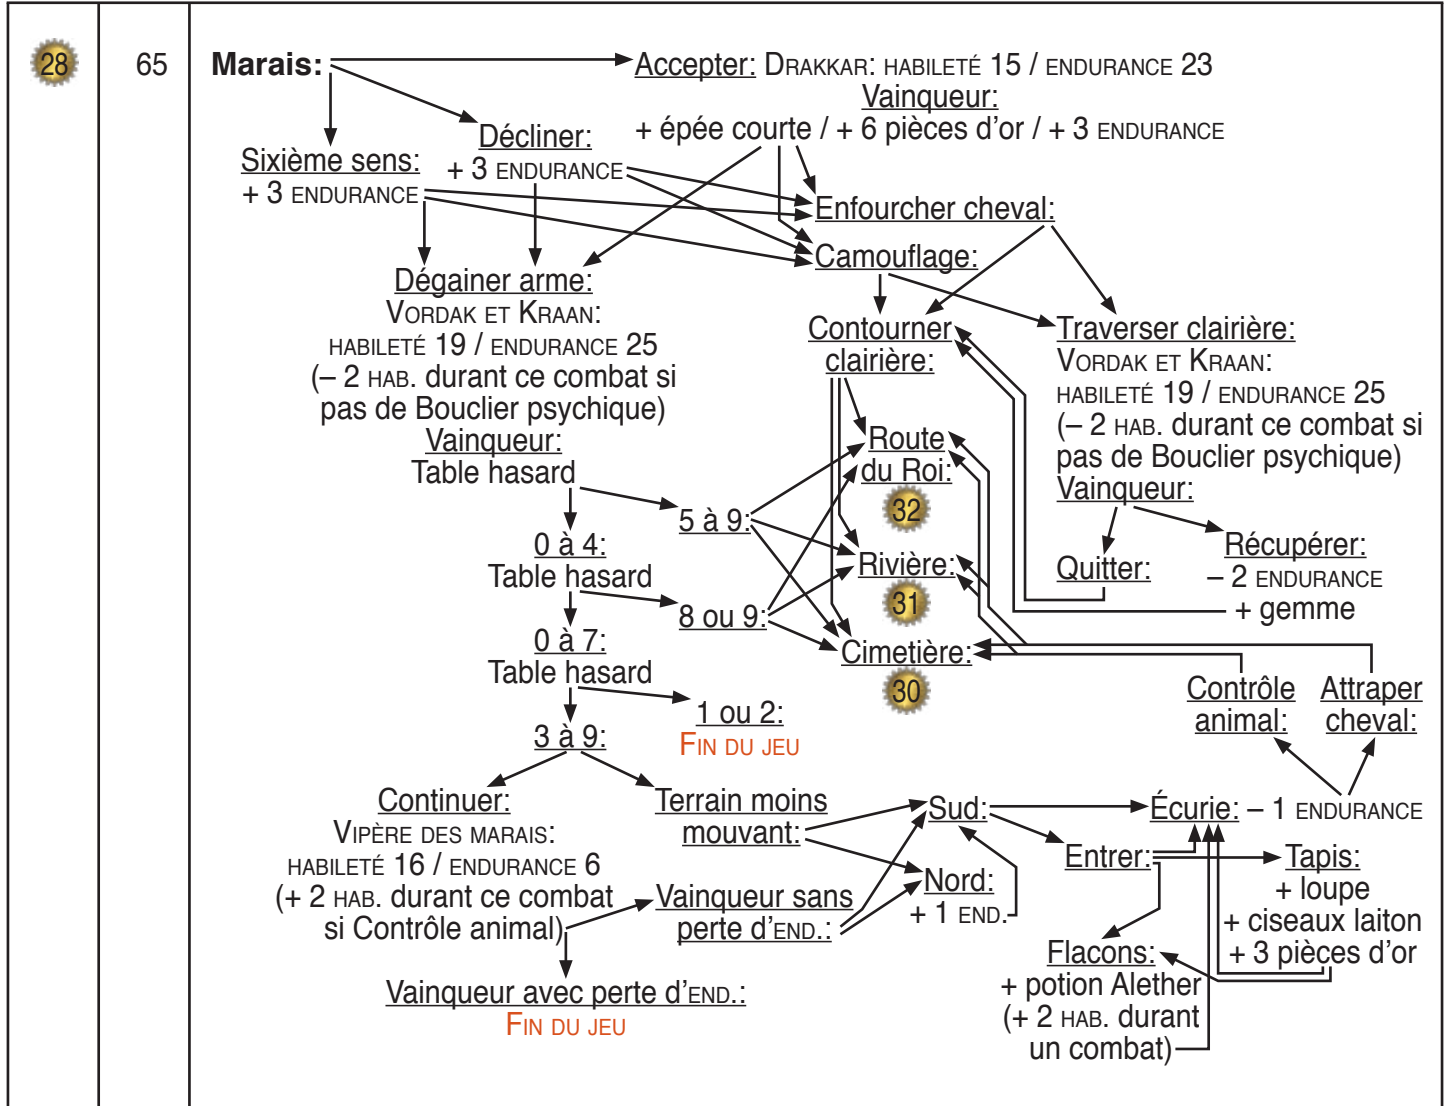 28
65
Marais:
Accepter: DRAKKAR: HABILETÉ 15 / ENDURANCE 23
Vainqueur:
+ épée courte / + 6 pièces d'or / + 3 ENDURANCE
Décliner:
+ 3 ENDURANCE
Sixième sens:
+ 3 ENDURANCE
Enfourcher cheval:
Camouflage:
Dégainer arme:
VORDAK ET KRAAN:
HABILETÉ 19 / ENDURANCE 25
(– 2 HAB. durant ce combat si
pas de Bouclier psychique)
Vainqueur:
Table hasard
Contourner
clairière:
Traverser clairière:
VORDAK ET KRAAN:
HABILETÉ 19 / ENDURANCE 25
(– 2 HAB. durant ce combat si
pas de Bouclier psychique)
Vainqueur:
Route
du Roi:
32
5 à 9:
0 à 4:
Table hasard
Rivière:
31
Quitter:
Récupérer:
– 2 ENDURANCE
+ gemme
8 ou 9:
0 à 7:
Table hasard
Cimetière:
30
1 ou 2:
FIN DU JEU
3 à 9:
Contrôle
animal:
Attraper
cheval:
Continuer:
VIPÈRE DES MARAIS:
HABILETÉ 16 / ENDURANCE 6
(+ 2 HAB. durant ce combat
si Contrôle animal)
Terrain moins
mouvant:
Sud:
Écurie: – 1 ENDURANCE
Entrer:
Tapis:
+ loupe
+ ciseaux laiton
+ 3 pièces d'or
Nord:
+ 1 END.
Vainqueur sans
perte d'END.:
Flacons:
+ potion Alether
(+ 2 HAB. durant
un combat)
Vainqueur avec perte d'END.:
FIN DU JEU